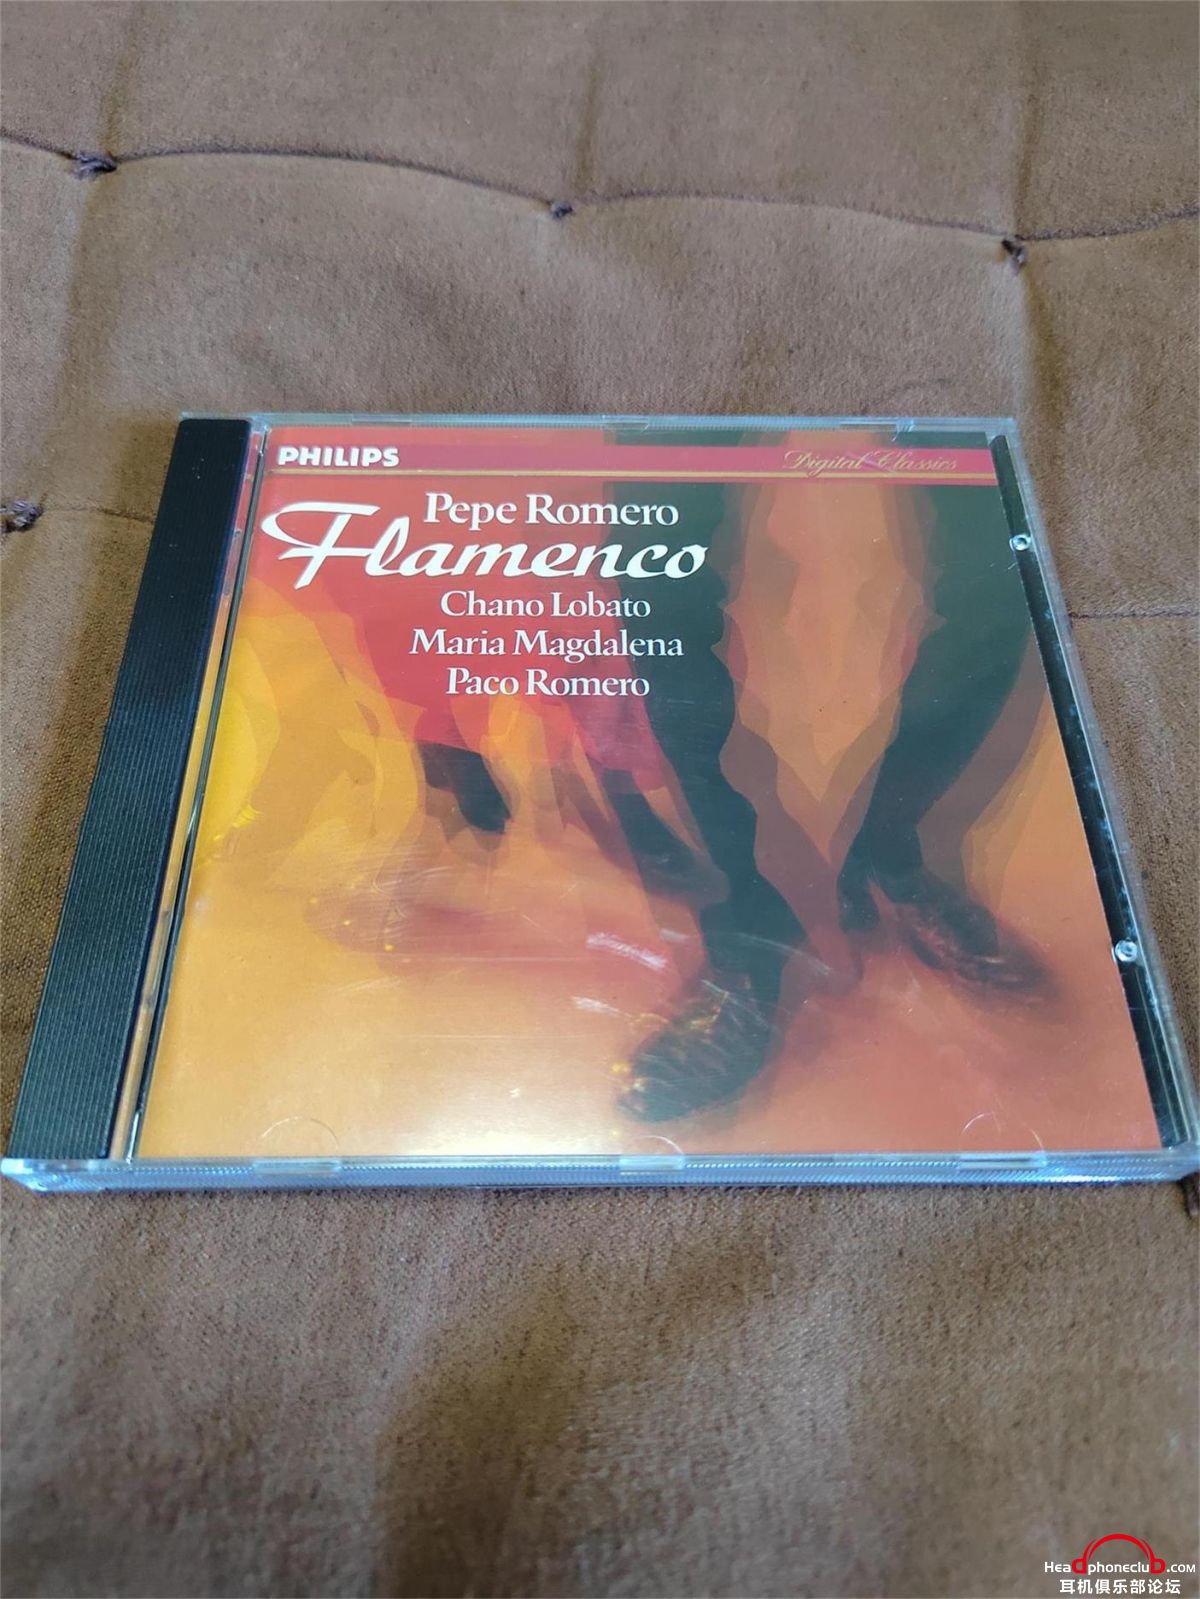 PHILIPS
Digital Classics
Pepe Romero
Flamenco
Chano Lobato
Maria Magdalena
Paco Romero
HeadphoneclubD.COM
耳机俱乐部论坛